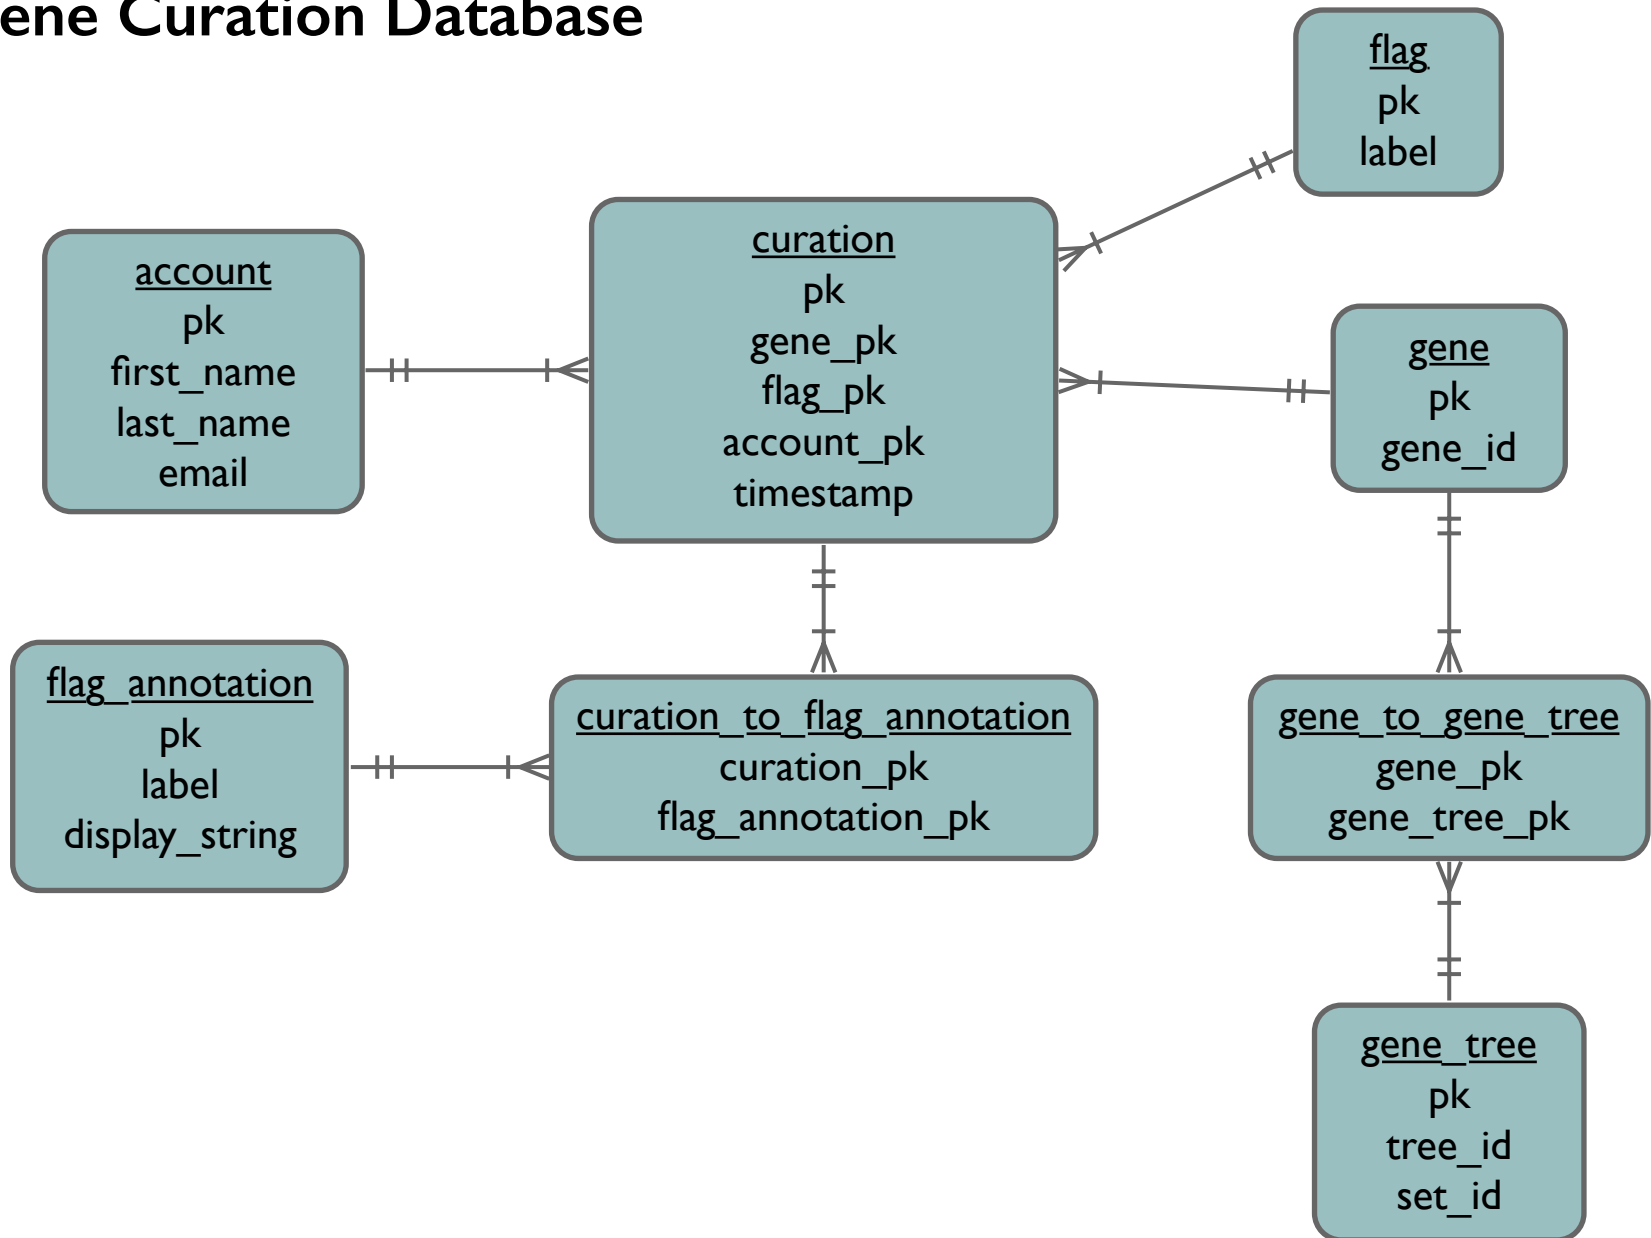 ene Curation Database
flag
pk
label
account
pk
first_name
last_name
email
curation
pk
gene_pk
flag_pk
account_pk
timestamp
gene
pk
gene_id
flag_annotation
pk
label
display_string
curation_to_flag_annotation
curation_pk
flag_annotation_pk
gene_to_gene_tree
gene_pk
gene_tree_pk
gene_tree
pk
tree_id
set_id